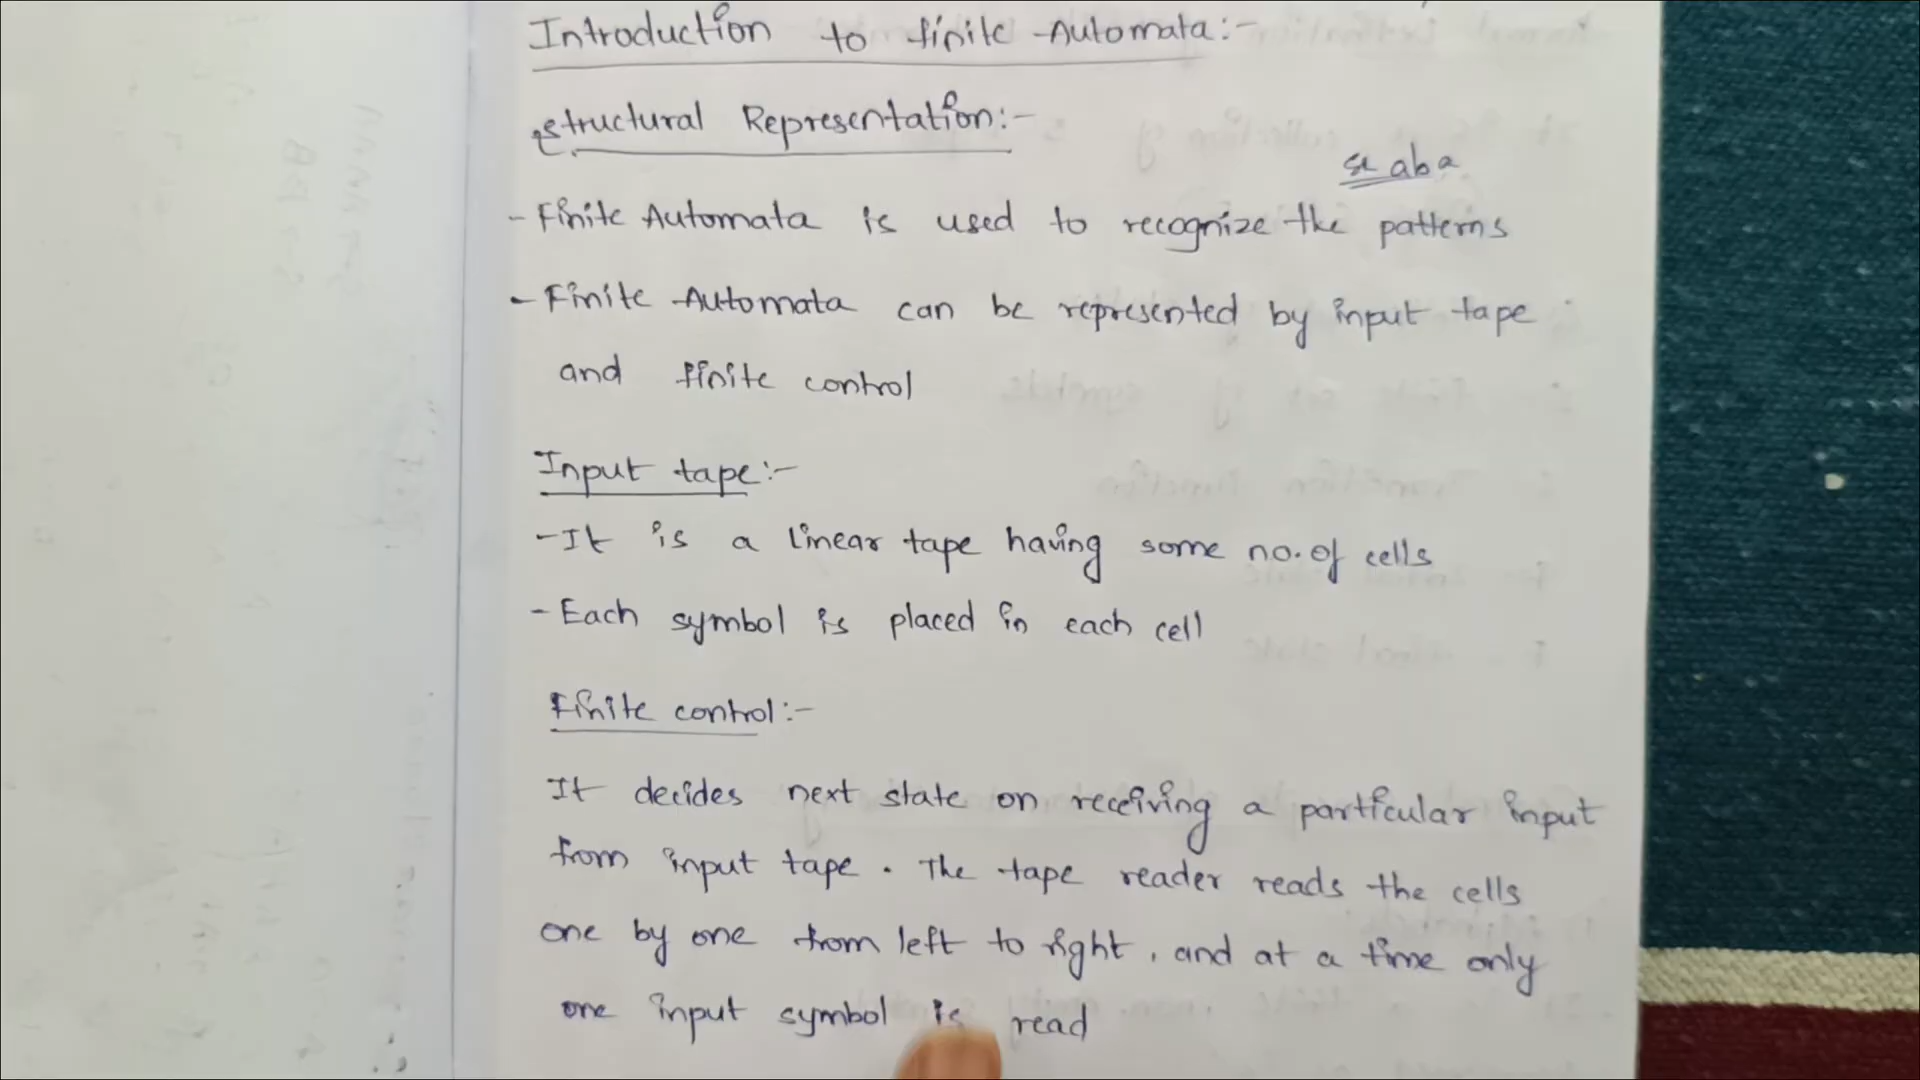 Introduction to finite Automata:-
structural Representation:-
aba
- Finite Automata is used to recognize the patterns
- Finite Automata can be represented by input tape
and finite control
Input tape:-
- It is a linear tape having some no. of cells
- Each symbol is placed in each cell
Finite control:-
It decides next state on receiving a particular input
from input tape. The tape reader reads the cells
one by one from left to right, and at a time only
one input symbol is read